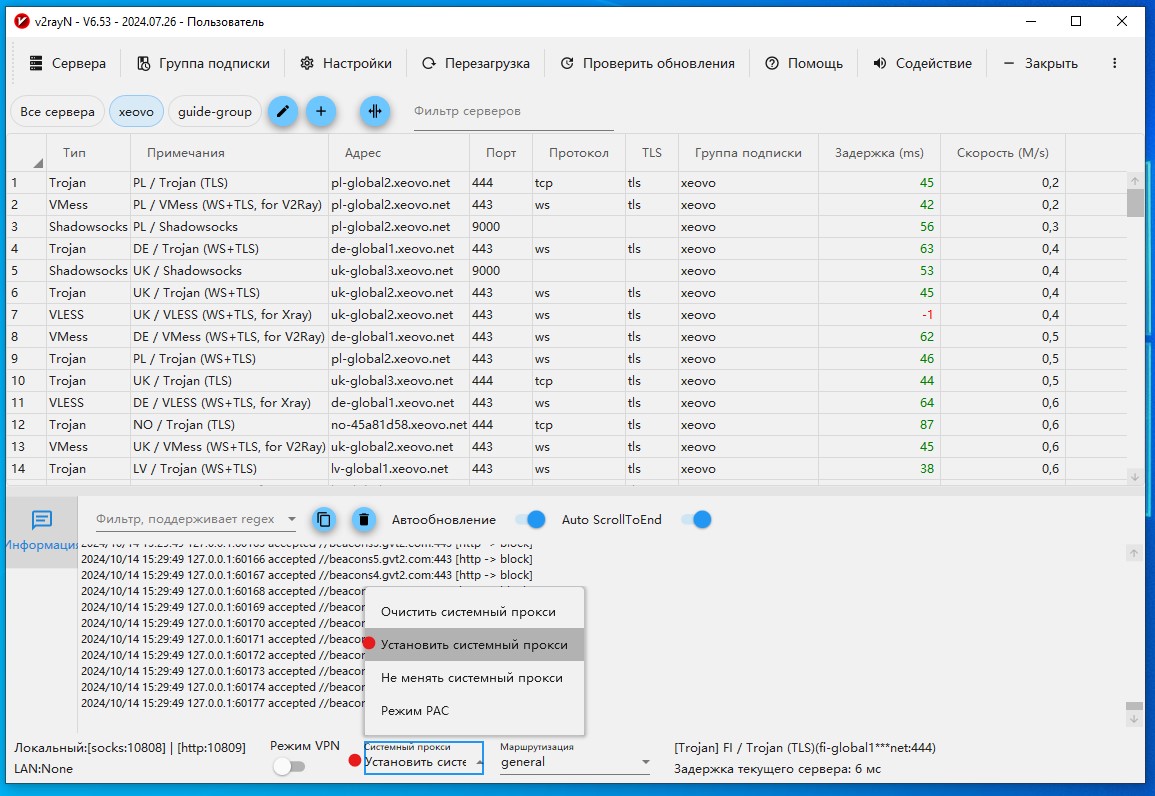 v2rayN - V6.53 - 2024.07.26 - Пользователь
Сервера Группа подписки Настройки Перезагрузка Проверить обновления Помощь Содействие Закрыть
Все сервера xeovo guide-group Фильтр серверов
Тип Примечания Адрес Порт Протокол TLS Группа подписки Задержка (ms) Скорость (M/s)
1 Trojan PL / Trojan (TLS) pl-global2.xeovo.net 444 tcp tls xeovo 45 0,2
2 VMess PL / VMess (WS+TLS, for V2Ray) pl-global2.xeovo.net 443 ws tls xeovo 42 0,2
3 Shadowsocks PL / Shadowsocks pl-global2.xeovo.net 9000 xeovo 56 0,3
4 Trojan DE / Trojan (WS+TLS) de-global1.xeovo.net 443 ws tls xeovo 63 0,4
5 Shadowsocks UK / Shadowsocks uk-global3.xeovo.net 9000 xeovo 53 0,4
6 Trojan UK / Trojan (WS+TLS) uk-global2.xeovo.net 443 ws tls xeovo 45 0,4
7 VLESS UK / VLESS (WS+TLS, for Xray) uk-global2.xeovo.net 443 ws tls xeovo -1 0,4
8 VMess DE / VMess (WS+TLS, for V2Ray) de-global1.xeovo.net 443 ws tls xeovo 62 0,5
9 Trojan PL / Trojan (WS+TLS) pl-global2.xeovo.net 443 ws tls xeovo 46 0,5
10 Trojan UK / Trojan (TLS) uk-global3.xeovo.net 444 tcp tls xeovo 44 0,5
11 VLESS DE / VLESS (WS+TLS, for Xray) de-global1.xeovo.net 443 ws tls xeovo 64 0,6
12 Trojan NO / Trojan (TLS) no-45a81d58.xeovo.net 444 tcp tls xeovo 87 0,6
13 VMess UK / VMess (WS+TLS, for V2Ray) uk-global2.xeovo.net 443 ws tls xeovo 45 0,6
14 Trojan LV / Trojan (WS+TLS) lv-global1.xeovo.net 443 ws tls xeovo 38 0,6
Информация
Фильтр, поддерживает regex Автообновление Auto ScrollToEnd
2024/10/14 15:29:49 127.0.0.1:60165 accepted //beacons5.gvt2.com:443 [http -> block]
2024/10/14 15:29:49 127.0.0.1:60166 accepted //beacons5.gvt2.com:443 [http -> block]
2024/10/14 15:29:49 127.0.0.1:60167 accepted //beacons4.gvt2.com:443 [http -> block]
2024/10/14 15:29:49 127.0.0.1:60168 accepted //beacon
2024/10/14 15:29:49 127.0.0.1:60169 accepted //beacon
2024/10/14 15:29:49 127.0.0.1:60170 accepted //beacon
2024/10/14 15:29:49 127.0.0.1:60171 accepted //beacon
2024/10/14 15:29:49 127.0.0.1:60172 accepted //beacon
2024/10/14 15:29:49 127.0.0.1:60173 accepted //beacon
2024/10/14 15:29:49 127.0.0.1:60174 accepted //beacon
2024/10/14 15:29:49 127.0.0.1:60177 accepted //beacon
Очистить системный прокси
Установить системный прокси
Не менять системный прокси
Режим PAC
Локальный:[socks:10808] | [http:10809]
LAN:None
Режим VPN
Системный прокси
Установить систе
Маршрутизация
general
[Trojan] FI / Trojan (TLS)(fi-global1***net:444)
Задержка текущего сервера: 6 мс